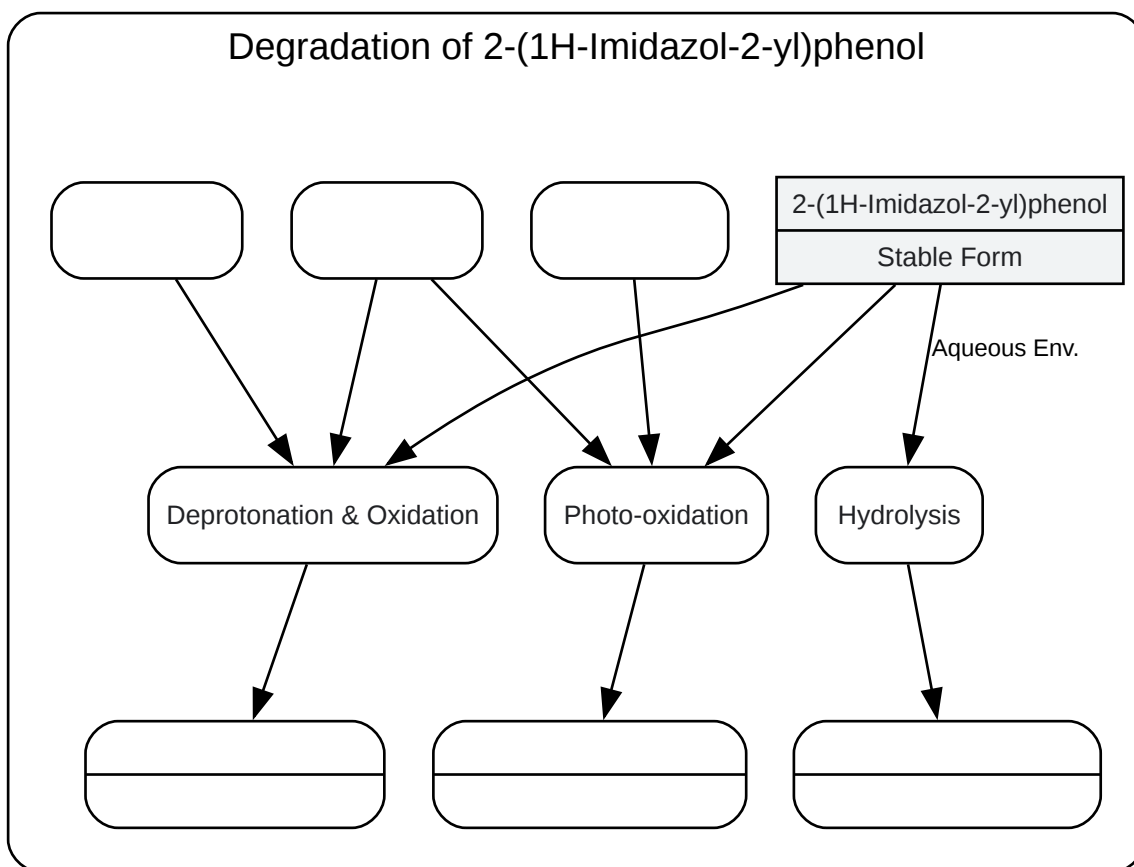 Degradation of 2-(1H-Imidazol-2-yl)phenol
2-(1H-Imidazol-2-yl)phenol
Stable Form
Aqueous Env.
Deprotonation & Oxidation
Photo-oxidation
Hydrolysis